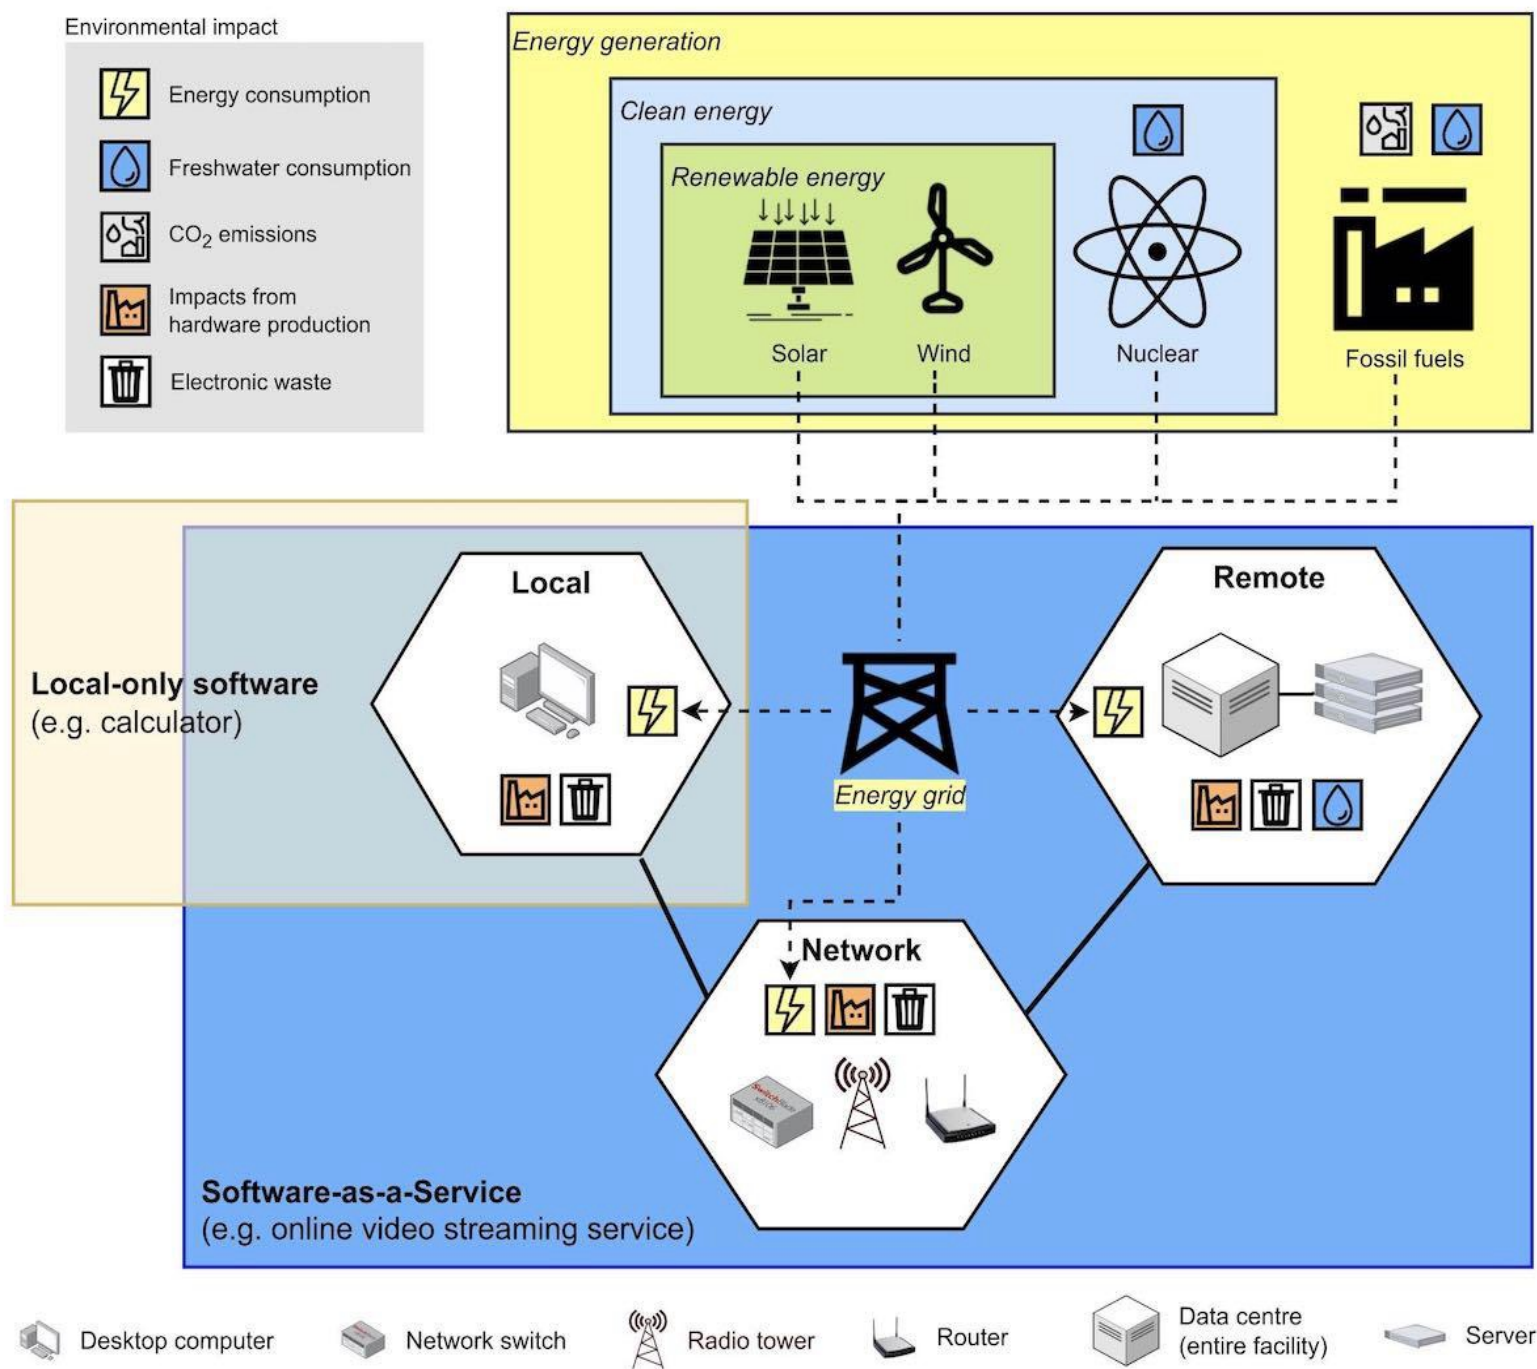 Environmental impact
Energy consumption
Freshwater consumption
CO2 emissions
Impacts from
hardware production
Electronic waste
Energy generation
Clean energy
Renewable energy
Solar
Wind
Nuclear
Fossil fuels
Local
Remote
Local-only software
(e.g. calculator)
Energy grid
Network
Software-as-a-Service
(e.g. online video streaming service)
Desktop computer
Network switch
Radio tower
Router
Data centre
(entire facility)
Server